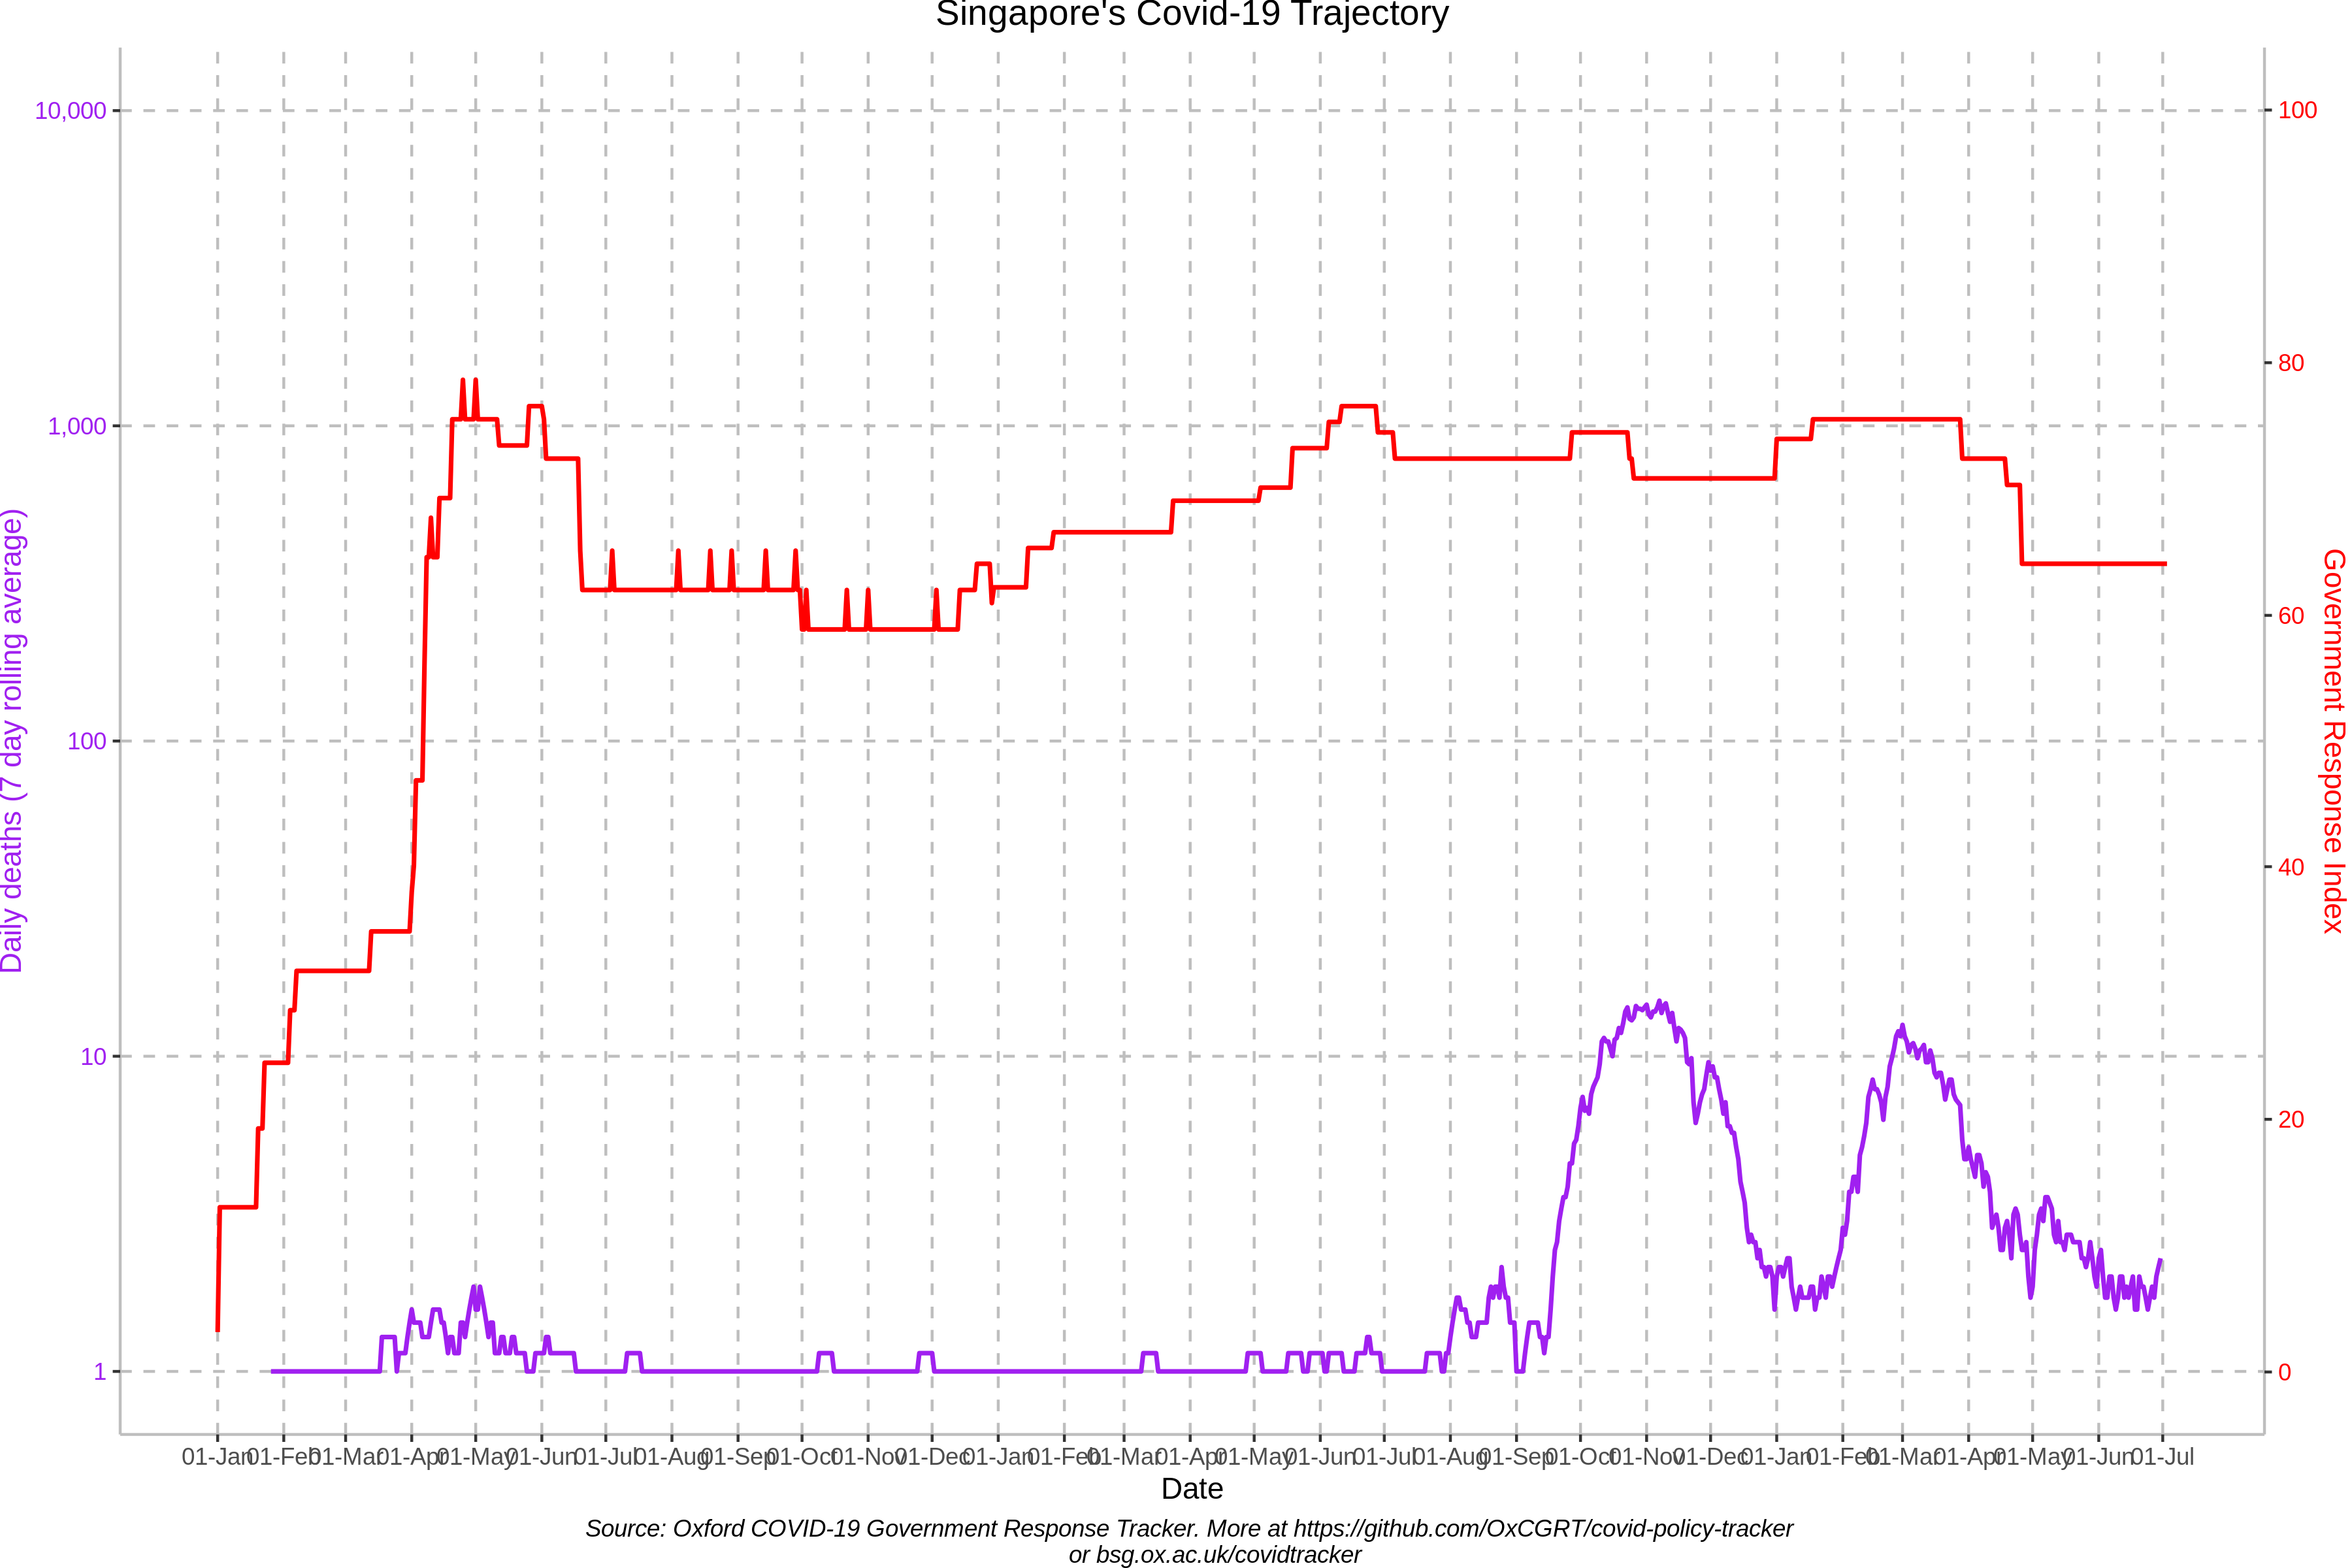 Singapore's Covid-19 Trajectory
10,000
1,000
100
10
1
Daily deaths (7 day rolling average)
100
80
60
40
20
0
Government Response Index
01-Jan 01-Feb 01-Mar 01-Apr 01-May 01-Jun 01-Jul 01-Aug 01-Sep 01-Oct 01-Nov 01-Dec 01-Jan 01-Feb 01-Mar 01-Apr 01-May 01-Jun 01-Jul 01-Aug 01-Sep 01-Oct 01-Nov 01-Dec 01-Jan 01-Feb 01-Mar 01-Apr 01-May 01-Jun 01-Jul
Date
Source: Oxford COVID-19 Government Response Tracker. More at https://github.com/OxCGRT/covid-policy-tracker
or bsg.ox.ac.uk/covidtracker